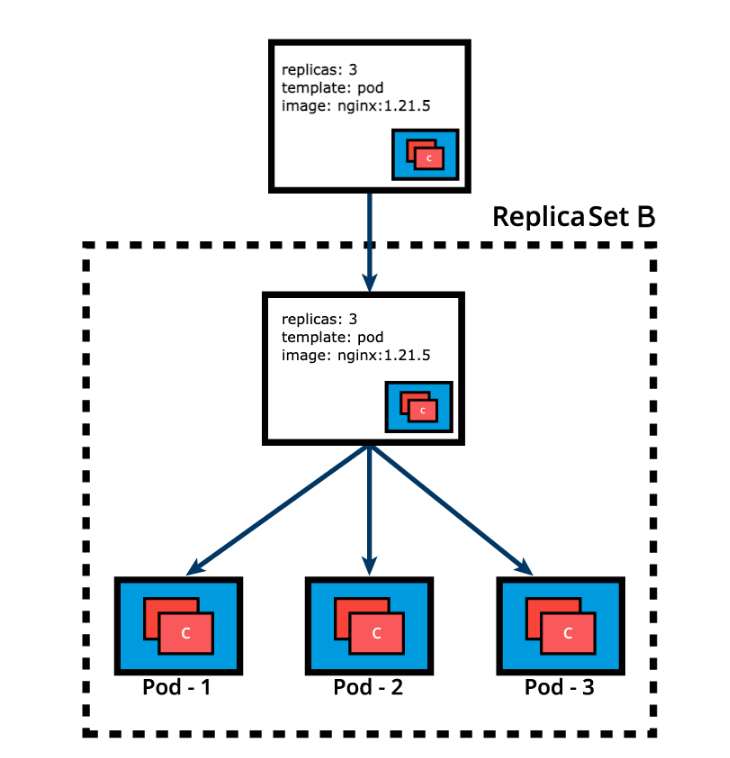 replicas: 3
template: pod
image: nginx:1.21.5
C
ReplicaSet B
replicas: 3
template: pod
image: nginx:1.21.5
C
C
C
C
Pod - 1
Pod - 2
Pod - 3